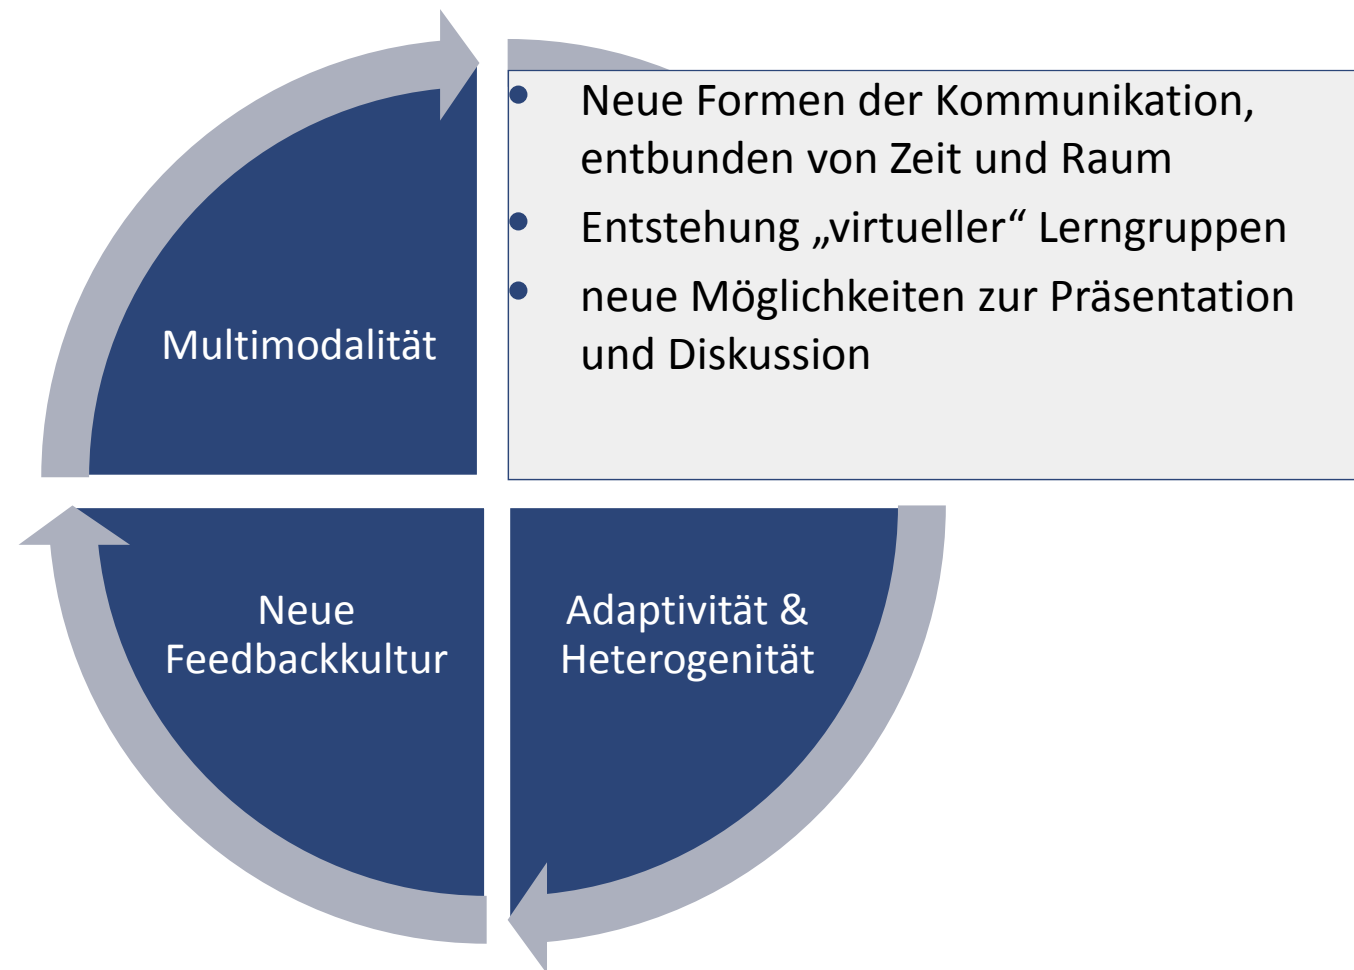 Multimodalität
• Neue Formen der Kommunikation,
entbunden von Zeit und Raum
• Entstehung „virtueller“ Lerngruppen
• neue Möglichkeiten zur Präsentation
und Diskussion
Neue
Feedbackkultur
Adaptivität &
Heterogenität